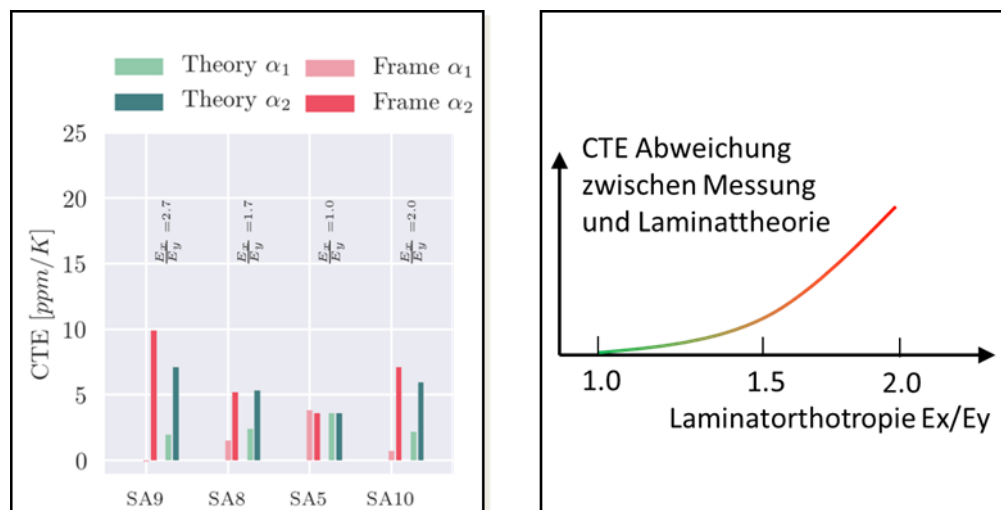 Theory α1 Frame α1
Theory α2 Frame α2
CTE [ppm/K]
25
20
15
10
5
0
Ex/Ey =2.7
Ex/Ey =1.7
Ex/Ey =1.0
Ex/Ey =2.0
SA9 SA8 SA5 SA10
CTE Abweichung
zwischen Messung
und Laminattheorie
1.0 1.5 2.0
Laminatorthotropie Ex/Ey